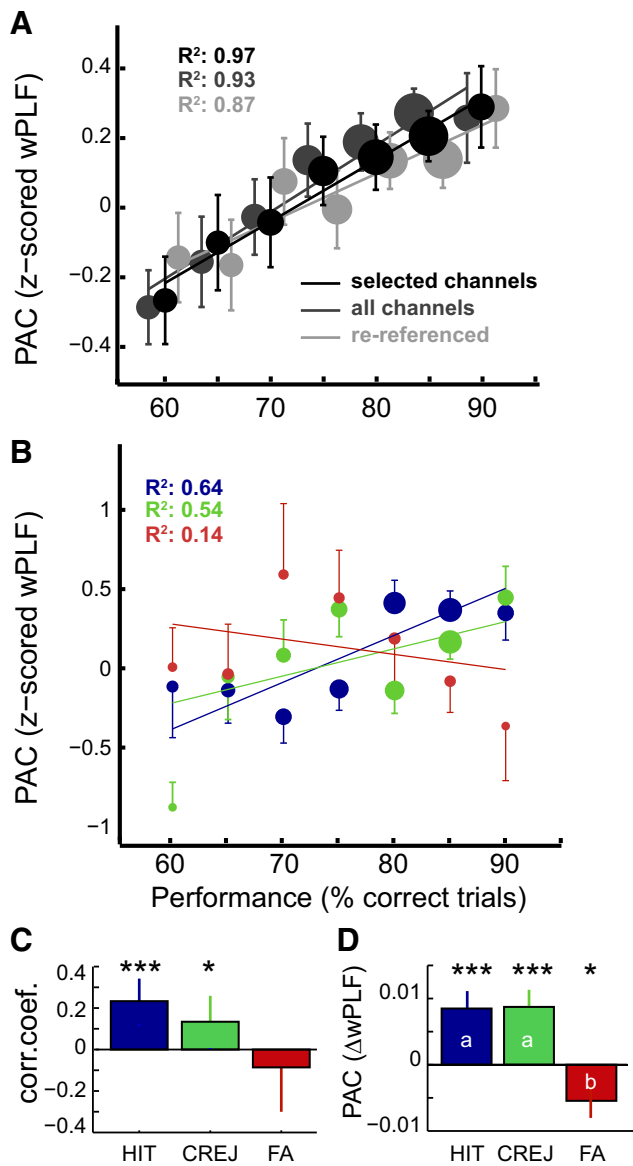 A
R²: 0.97
R²: 0.93
R²: 0.87
PAC (z-scored wPLF)
0.4
0.2
0
−0.2
−0.4
selected channels
all channels
re-referenced
60 70 80 90
B
R²: 0.64
R²: 0.54
R²: 0.14
PAC (z-scored wPLF)
1
0.5
0
−0.5
−1
60 70 80 90
Performance (% correct trials)
C
corr.coef.
0.4
0.2
0
−0.2
−0.4
*** *
HIT CREJ FA
D
PAC (ΔwPLF)
0.01
0
−0.01
*** *** *
a a b
HIT CREJ FA